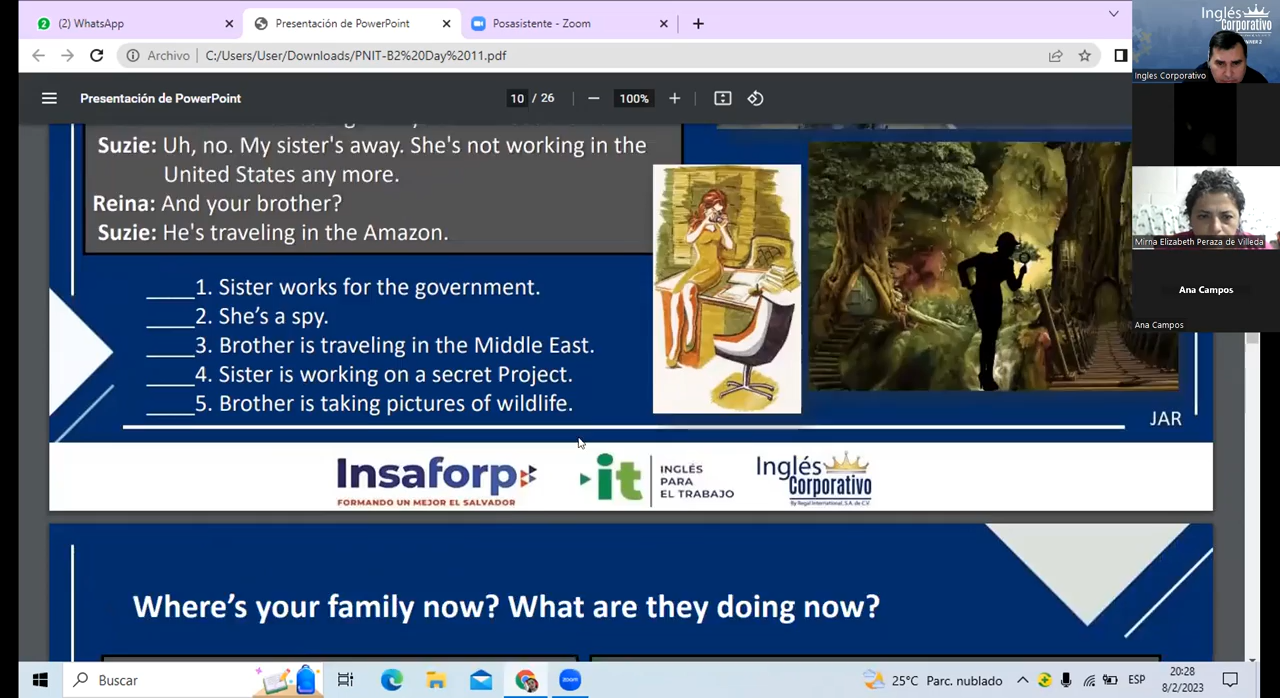 (2) WhatsApp
Presentación de PowerPoint
Posasistente - Zoom
Archivo
C:/Users/User/Downloads/PNIT-B2%20Day%2011.pdf
Presentación de PowerPoint
10 / 26
100%
Suzie: Uh, no. My sister's away. She's not working in the
United States any more.
Reina: And your brother?
Suzie: He's traveling in the Amazon.
_____1. Sister works for the government.
_____2. She's a spy.
_____3. Brother is traveling in the Middle East.
_____4. Sister is working on a secret Project.
_____5. Brother is taking pictures of wildlife.
JAR
Insaforp
FORMANDO UN MEJOR EL SALVADOR
it
INGLÉS
PARA
EL TRABAJO
Inglés
Corporativo
By Regal International, S.A. de C.V.
Where's your family now? What are they doing now?
Inglés
Corporativo
Ingles Corporativo
Mirna Elizabeth Peraza de Villeda
Ana Campos
Ana Campos
Buscar
zoom
25°C Parc. nublado
ESP
20:28
8/2/2023